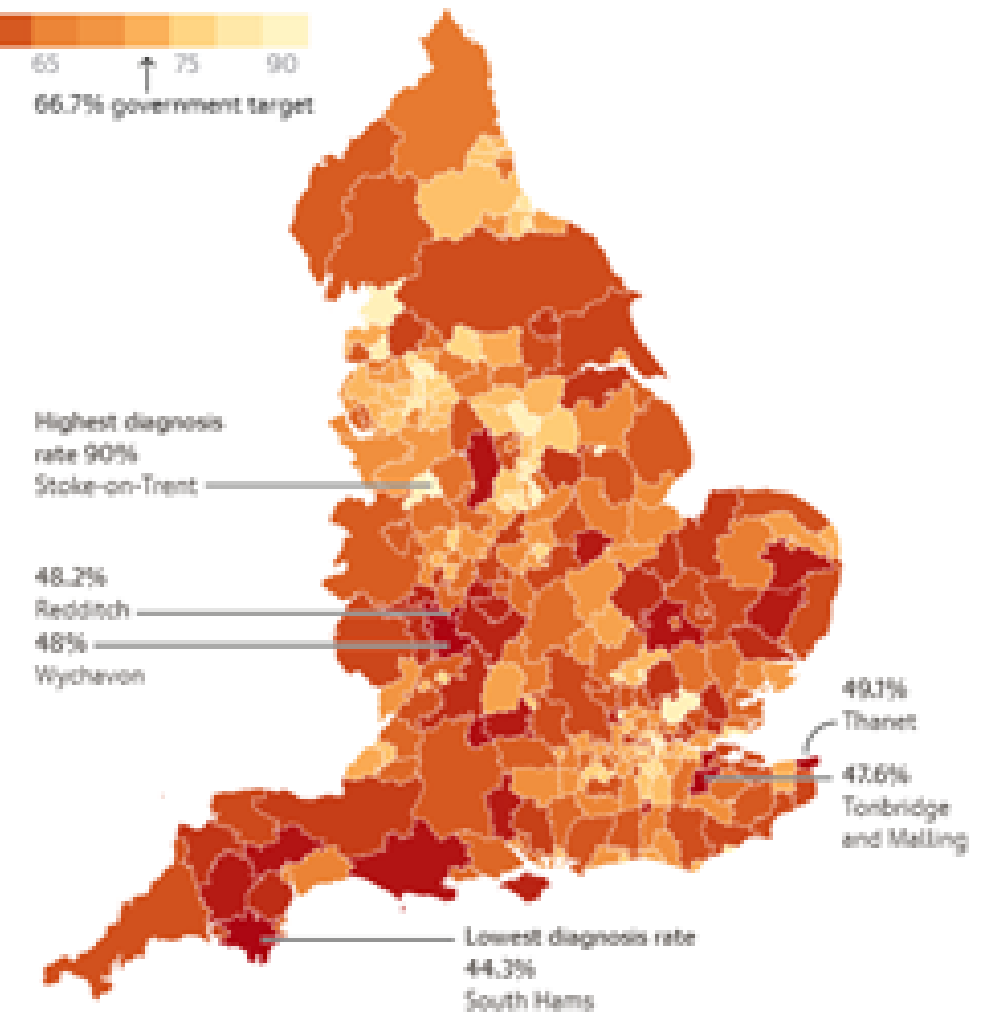 65 75 90
66.7% government target
Highest diagnosis
rate 90%
Stoke-on-Trent
48.2%
Redditch
48%
Wychavon
49.1%
Thanet
47.6%
Tonbridge
and Malling
Lowest diagnosis rate
44.3%
South Hams